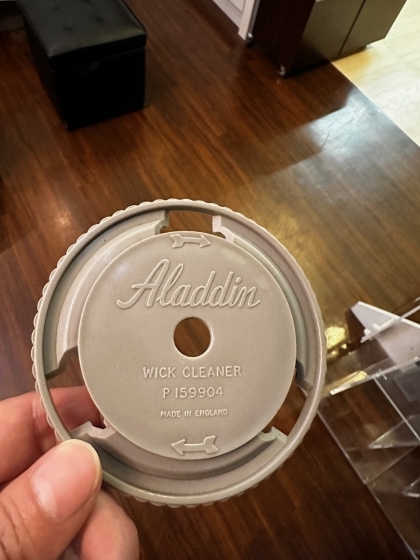 Aladdin
WICK CLEANER
P 159904
MADE IN ENGLAND